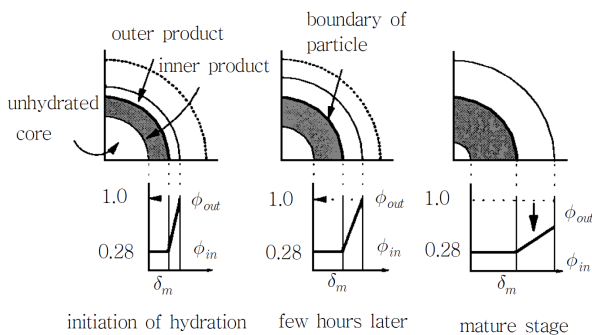 boundary of
particle
outer product
inner product
unhydrated
core
1.0
ϕout
0.28
ϕin
δm
1.0
ϕout
0.28
ϕin
δm
1.0
ϕout
0.28
ϕin
δm
initiation of hydration
few hours later
mature stage